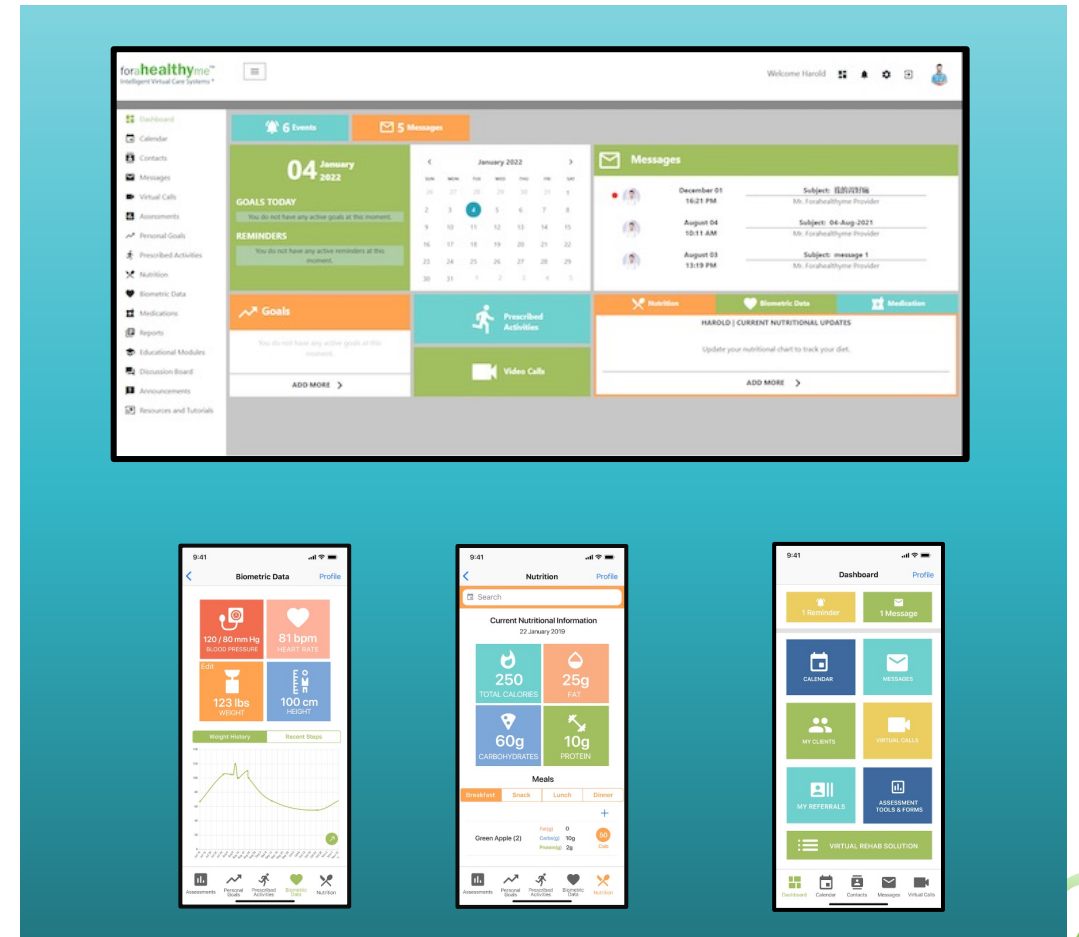 forahealthyme™
Intelligent Virtual Care Systems ®
Welcome Harold
Dashboard
Calendar
Contacts
Messages
Virtual Calls
Assessments
Personal Goals
Prescribed Activities
Nutrition
Biometric Data
Medications
Reports
Educational Modules
Discussion Board
Announcements
Resources and Tutorials
6 Events
5 Messages
04 January
2022
GOALS TODAY
You do not have any active goals at this moment.
REMINDERS
You do not have any active reminders at this
moment.
January 2022
SUN MON TUE WED THU FRI SAT
26 27 28 29 30 31 1
2 3 4 5 6 7 8
9 10 11 12 13 14 15
16 17 18 19 20 21 22
23 24 25 26 27 28 29
30 31 1 2 3 4 5
Messages
December 01
16:21 PM
Subject:
Mr. Forahealthyme Provider
August 04
10:11 AM
Subject: 04-Aug-2021
Mr. Forahealthyme Provider
August 03
13:19 PM
Subject: message 1
Mr. Forahealthyme Provider
Goals
You do not have any active goals at this
moment.
ADD MORE >
Prescribed
Activities
Video Calls
Nutrition
Biometric Data
Medication
HAROLD | CURRENT NUTRITIONAL UPDATES
Update your nutritional chart to track your diet.
ADD MORE >
9:41
Biometric Data
Profile
120 / 80 mm Hg
BLOOD PRESSURE
81 bpm
HEART RATE
Edit
123 lbs
WEIGHT
100 cm
HEIGHT
Weight History
Recent Steps
Assessments
Personal
Goals
Prescribed
Activities
Biometric
Data
Nutrition
9:41
Nutrition
Profile
Search
Current Nutritional Information
22 January 2019
250
TOTAL CALORIES
25g
FAT
60g
CARBOHYDRATES
10g
PROTEIN
Meals
Breakfast Snack Lunch Dinner
+
Green Apple (2)
Fat(g) 0
Carbs(g) 10g
Protein(g) 2g
50
Cals
Assessments
Personal
Goals
Prescribed
Activities
Biometric
Data
Nutrition
9:41
Dashboard
Profile
1 Reminder
1 Message
CALENDAR
MESSAGES
MY CLIENTS
VIRTUAL CALLS
MY REFERRALS
ASSESSMENT
TOOLS & FORMS
VIRTUAL REHAB SOLUTION
Dashboard
Calendar
Contacts
Messages
Virtual Calls